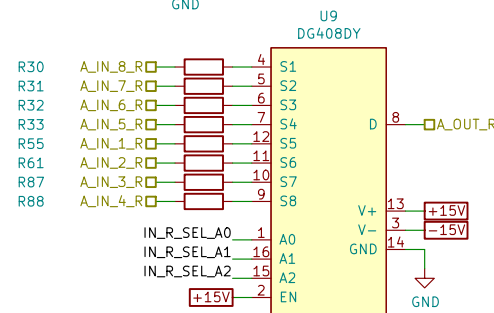 GND
U9
DG408DY
R30 A_IN_8_R 4 S1
R31 A_IN_7_R 5 S2
R32 A_IN_6_R 6 S3
R33 A_IN_5_R 7 S4 D 8 A_OUT_R
R55 A_IN_1_R 12 S5
R61 A_IN_2_R 11 S6
R87 A_IN_3_R 10 S7
R88 A_IN_4_R 9 S8
V+ 13 +15V
IN_R_SEL_A0 1 A0 V- 3 -15V
IN_R_SEL_A1 16 A1 GND 14
IN_R_SEL_A2 15 A2
+15V 2 EN
GND